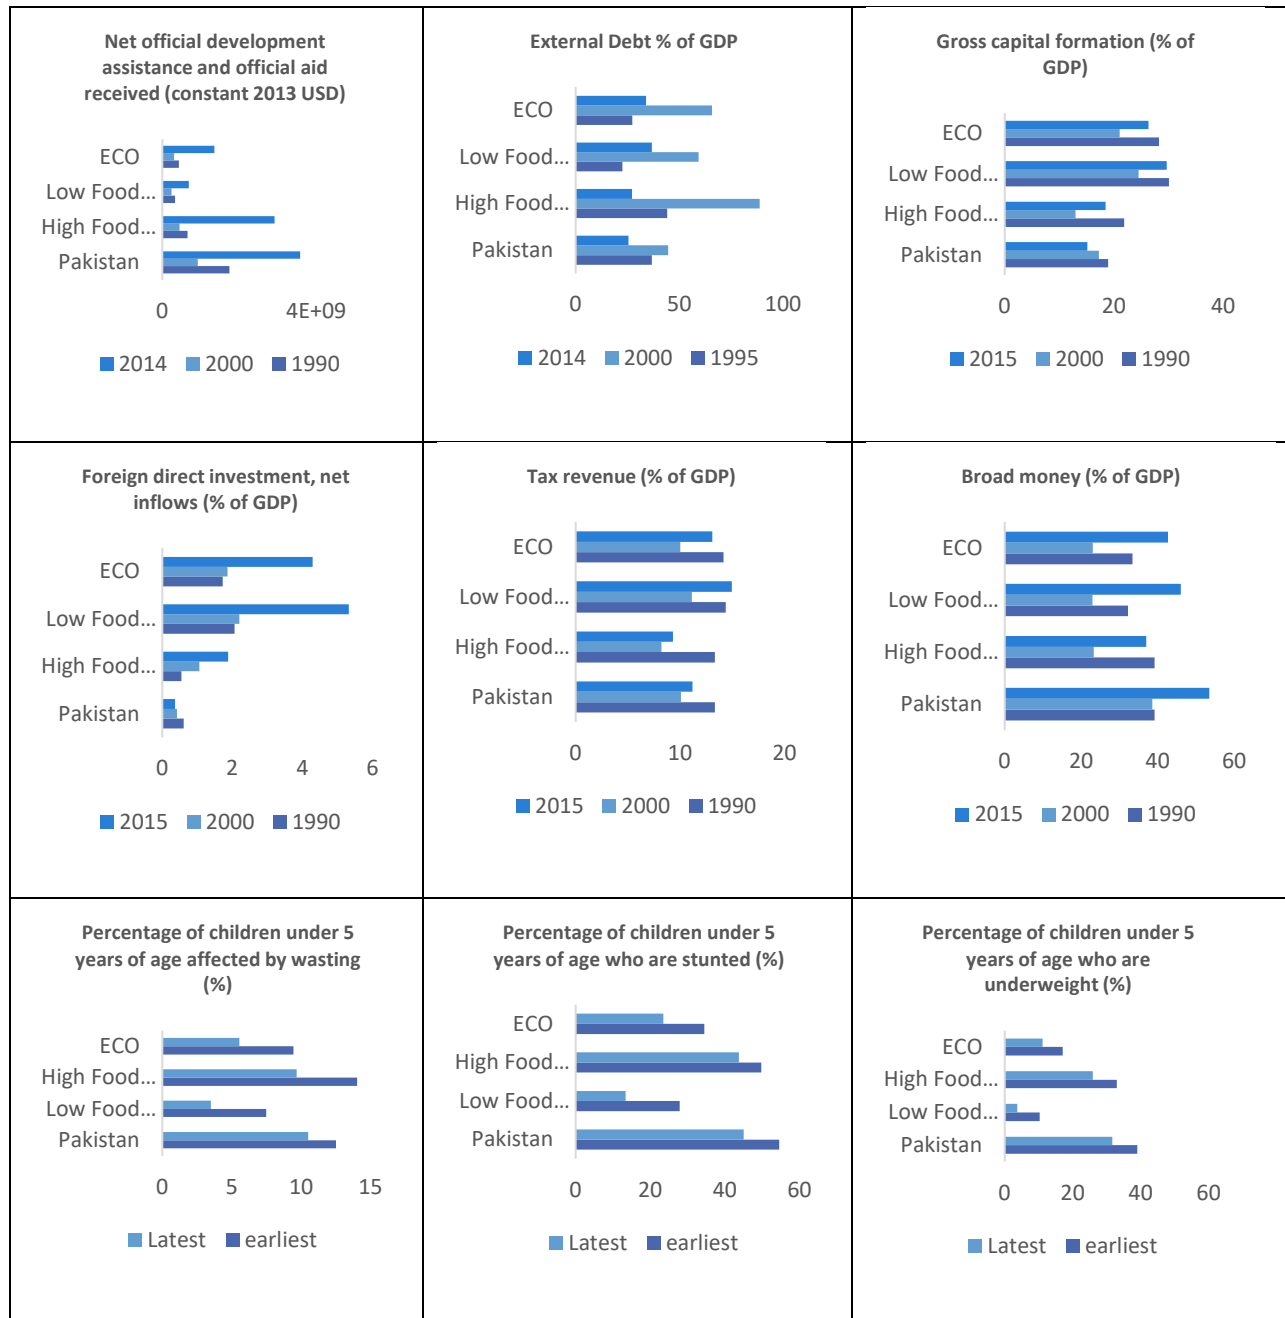 Net official development
assistance and official aid
received (constant 2013 USD)
ECO
Low Food...
High Food...
Pakistan
0 4E+09
2014 2000 1990
External Debt % of GDP
ECO
Low Food...
High Food...
Pakistan
0 50 100
2014 2000 1995
Gross capital formation (% of
GDP)
ECO
Low Food...
High Food...
Pakistan
0 20 40
2015 2000 1990
Foreign direct investment, net
inflows (% of GDP)
ECO
Low Food...
High Food...
Pakistan
0 2 4 6
2015 2000 1990
Tax revenue (% of GDP)
ECO
Low Food...
High Food...
Pakistan
0 10 20
2015 2000 1990
Broad money (% of GDP)
ECO
Low Food...
High Food...
Pakistan
0 20 40 60
2015 2000 1990
Percentage of children under 5
years of age affected by wasting
(%)
ECO
High Food...
Low Food...
Pakistan
0 5 10 15
Latest earliest
Percentage of children under 5
years of age who are stunted (%)
ECO
High Food...
Low Food...
Pakistan
0 20 40 60
Latest earliest
Percentage of children under 5
years of age who are
underweight (%)
ECO
High Food...
Low Food...
Pakistan
0 20 40 60
Latest earliest